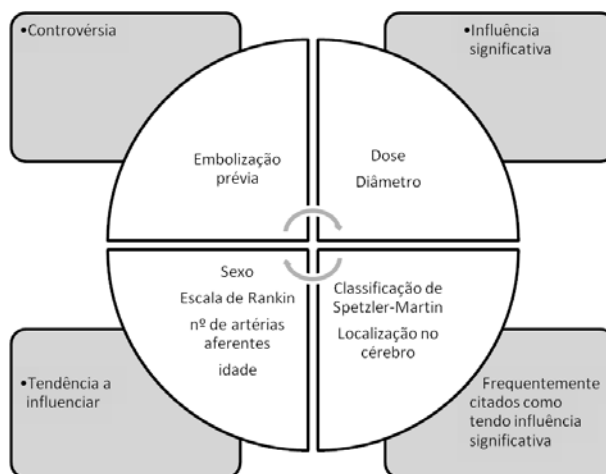 •Controvérsia
•Influência
significativa
Embolização
prévia
Dose
Diâmetro
Sexo
Escala de Rankin
nº de artérias
aferentes
idade
Classificação de
Spetzler-Martin
Localização no
cérebro
•Tendência a
influenciar
Frequentemente
citados como
tendo influência
significativa